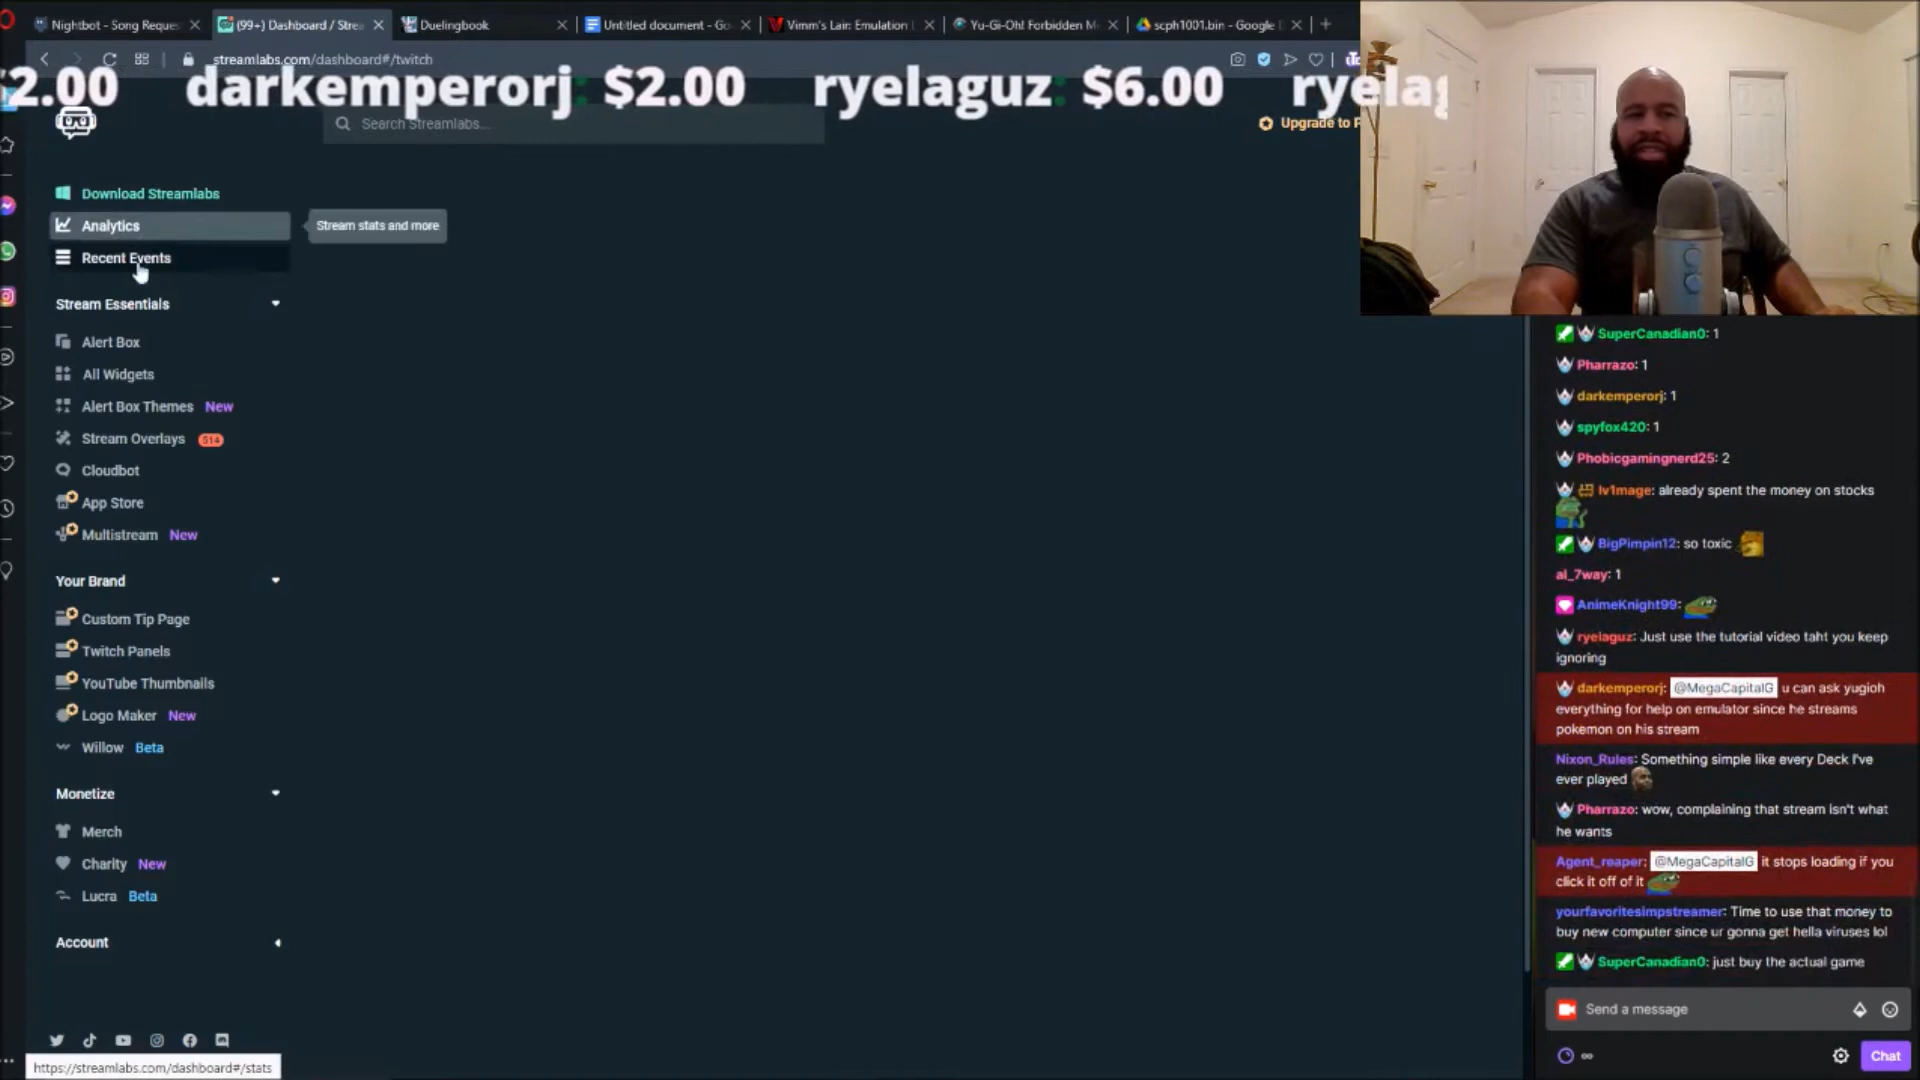 Nightbot - Song Reques
(99+) Dashboard / Strea
Duelingbook
Untitled document - Go
Vimm's Lair: Emulation
Yu-Gi-Oh! Forbidden M
scph1001.bin - Google
streamlabs.com/dashboard#/twitch
2.00 darkemperorj: $2.00 ryelaguz: $6.00 ryelag
Search Streamlabs...
Upgrade to P
Download Streamlabs
Analytics
Stream stats and more
Recent Events
Stream Essentials
Alert Box
All Widgets
Alert Box Themes New
Stream Overlays 514
Cloudbot
App Store
Multistream New
Your Brand
Custom Tip Page
Twitch Panels
YouTube Thumbnails
Logo Maker New
Willow Beta
Monetize
Merch
Charity New
Lucra Beta
Account
https://streamlabs.com/dashboard#/stats
SuperCanadian0: 1
Pharrazo: 1
darkemperorj: 1
spyfox420: 1
Phobicgamingnerd25: 2
lv1mage: already spent the money on stocks
BigPimpin12: so toxic
al_7way: 1
AnimeKnight99:
ryelaguz: Just use the tutorial video taht you keep
ignoring
darkemperorj: @MegaCapitalG u can ask yugioh
everything for help on emulator since he streams
pokemon on his stream
Nixon_Rules: Something simple like every Deck I've
ever played
Pharrazo: wow, complaining that stream isn't what
he wants
Agent_reaper: @MegaCapitalG it stops loading if you
click it off of it
yourfavoritesimpstreamer: Time to use that money to
buy new computer since ur gonna get hella viruses lol
SuperCanadian0: just buy the actual game
Send a message
Chat